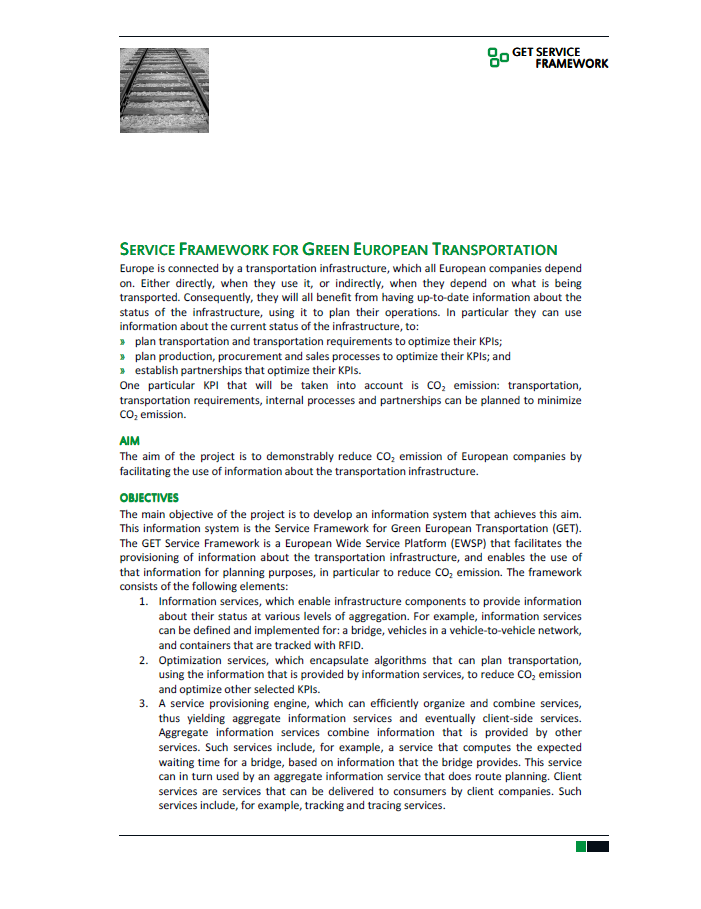 GET SERVICE
FRAMEWORK
SERVICE FRAMEWORK FOR GREEN EUROPEAN TRANSPORTATION
Europe is connected by a transportation infrastructure, which all European companies depend
on. Either directly, when they use it, or indirectly, when they depend on what is being
transported. Consequently, they will all benefit from having up-to-date information about the
status of the infrastructure, using it to plan their operations. In particular they can use
information about the current status of the infrastructure, to:
» plan transportation and transportation requirements to optimize their KPIs;
» plan production, procurement and sales processes to optimize their KPIs; and
» establish partnerships that optimize their KPIs.
One particular KPI that will be taken into account is CO₂ emission: transportation,
transportation requirements, internal processes and partnerships can be planned to minimize
CO₂ emission.
AIM
The aim of the project is to demonstrably reduce CO₂ emission of European companies by
facilitating the use of information about the transportation infrastructure.
OBJECTIVES
The main objective of the project is to develop an information system that achieves this aim.
This information system is the Service Framework for Green European Transportation (GET).
The GET Service Framework is a European Wide Service Platform (EWSP) that facilitates the
provisioning of information about the transportation infrastructure, and enables the use of
that information for planning purposes, in particular to reduce CO₂ emission. The framework
consists of the following elements:
1. Information services, which enable infrastructure components to provide information
about their status at various levels of aggregation. For example, information services
can be defined and implemented for: a bridge, vehicles in a vehicle-to-vehicle network,
and containers that are tracked with RFID.
2. Optimization services, which encapsulate algorithms that can plan transportation,
using the information that is provided by information services, to reduce CO₂ emission
and optimize other selected KPIs.
3. A service provisioning engine, which can efficiently organize and combine services,
thus yielding aggregate information services and eventually client-side services.
Aggregate information services combine information that is provided by other
services. Such services include, for example, a service that computes the expected
waiting time for a bridge, based on information that the bridge provides. This service
can in turn used by an aggregate information service that does route planning. Client
services are services that can be delivered to consumers by client companies. Such
services include, for example, tracking and tracing services.